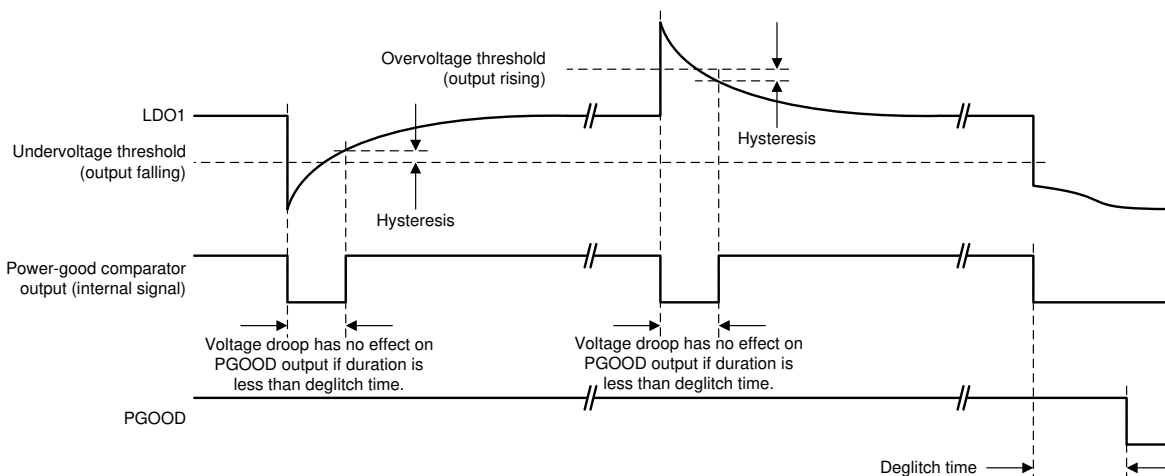 Overvoltage threshold
(output rising)
LDO1
Hysteresis
Undervoltage threshold
(output falling)
Hysteresis
Power-good comparator
output (internal signal)
Voltage droop has no effect on
PGOOD output if duration is
less than deglitch time.
Voltage droop has no effect on
PGOOD output if duration is
less than deglitch time.
PGOOD
Deglitch time